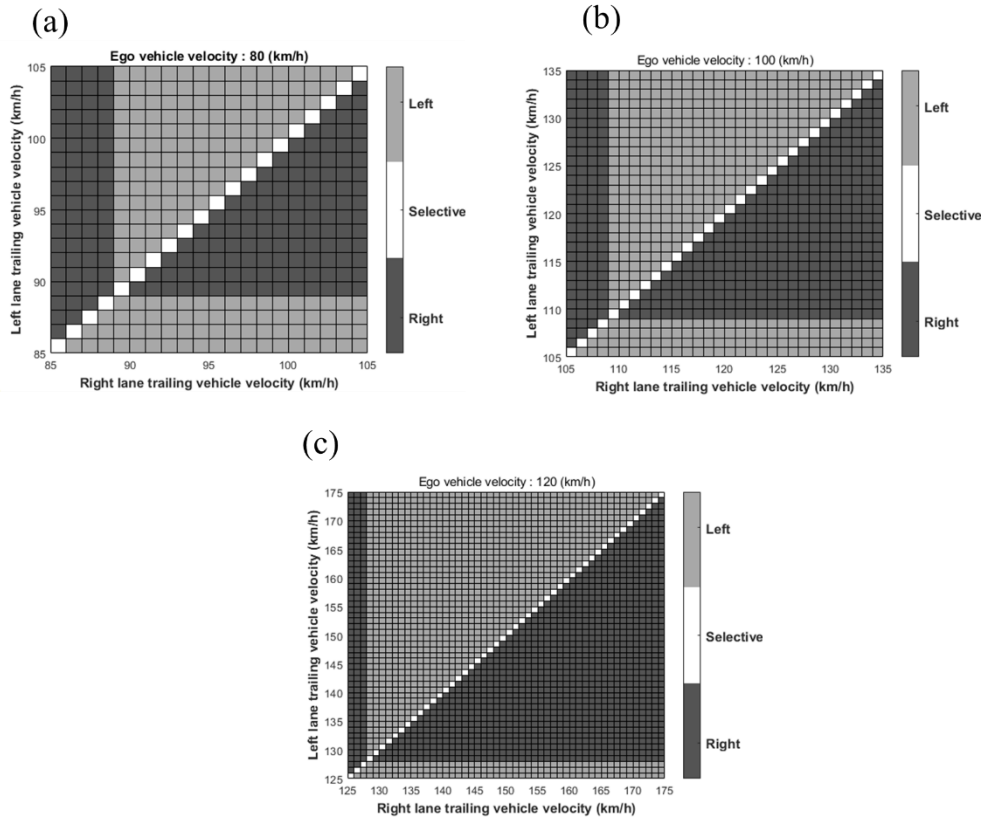 (a)
Ego vehicle velocity : 80 (km/h)
Left lane trailing vehicle velocity (km/h)
105
100
95
90
85
85 90 95 100 105
Right lane trailing vehicle velocity (km/h)
Left
Selective
Right
(b)
Ego vehicle velocity : 100 (km/h)
Left lane trailing vehicle velocity (km/h)
135
130
125
120
115
110
105
105 110 115 120 125 130 135
Right lane trailing vehicle velocity (km/h)
Left
Selective
Right
(c)
Ego vehicle velocity : 120 (km/h)
Left lane trailing vehicle velocity (km/h)
175
170
165
160
155
150
145
140
135
130
125
125 130 135 140 145 150 155 160 165 170 175
Right lane trailing vehicle velocity (km/h)
Left
Selective
Right